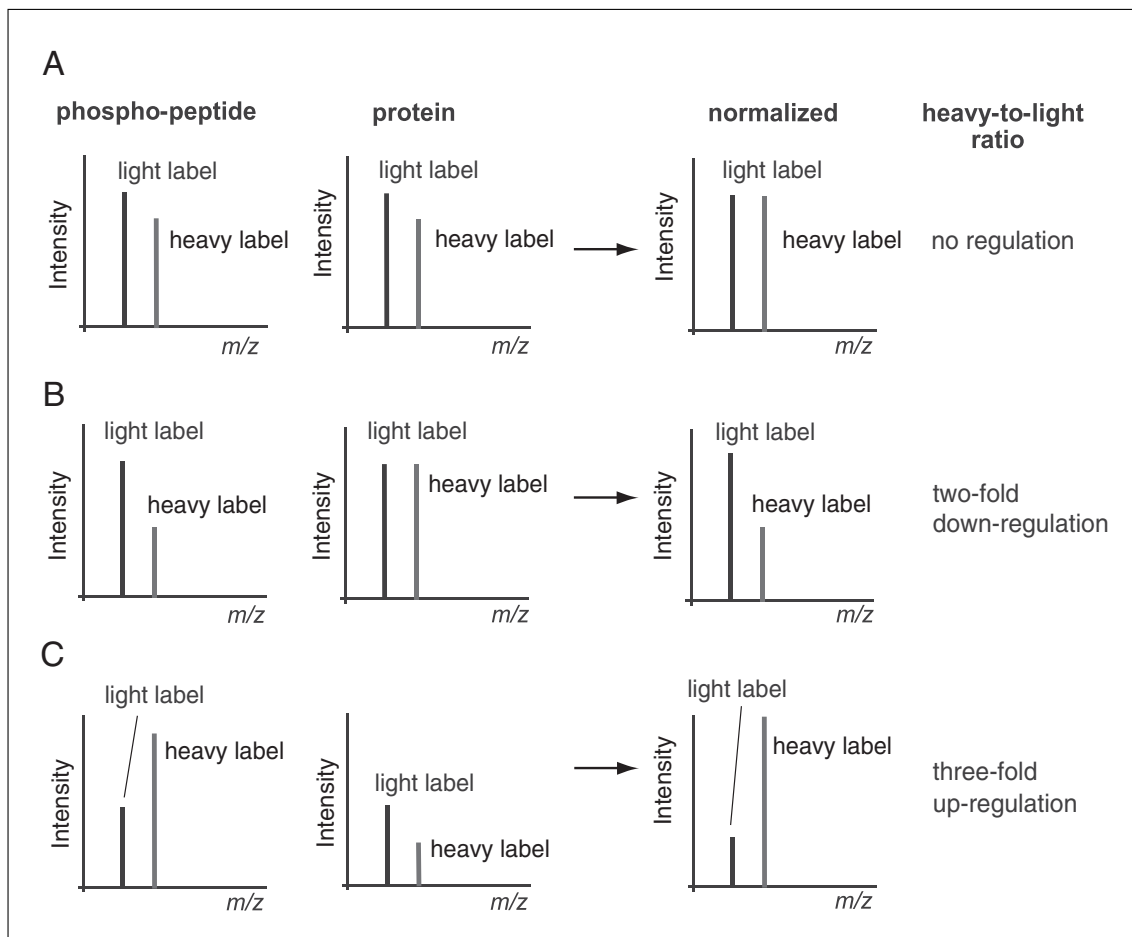 A
phospho-peptide
protein
normalized
heavy-to-light
ratio
light label
heavy label
Intensity
m/z
light label
heavy label
Intensity
m/z
light label
heavy label
Intensity
m/z
no regulation
B
light label
heavy label
Intensity
m/z
light label
heavy label
Intensity
m/z
light label
heavy label
Intensity
m/z
two-fold
down-regulation
C
light label
heavy label
Intensity
m/z
light label
heavy label
Intensity
m/z
light label
heavy label
Intensity
m/z
three-fold
up-regulation